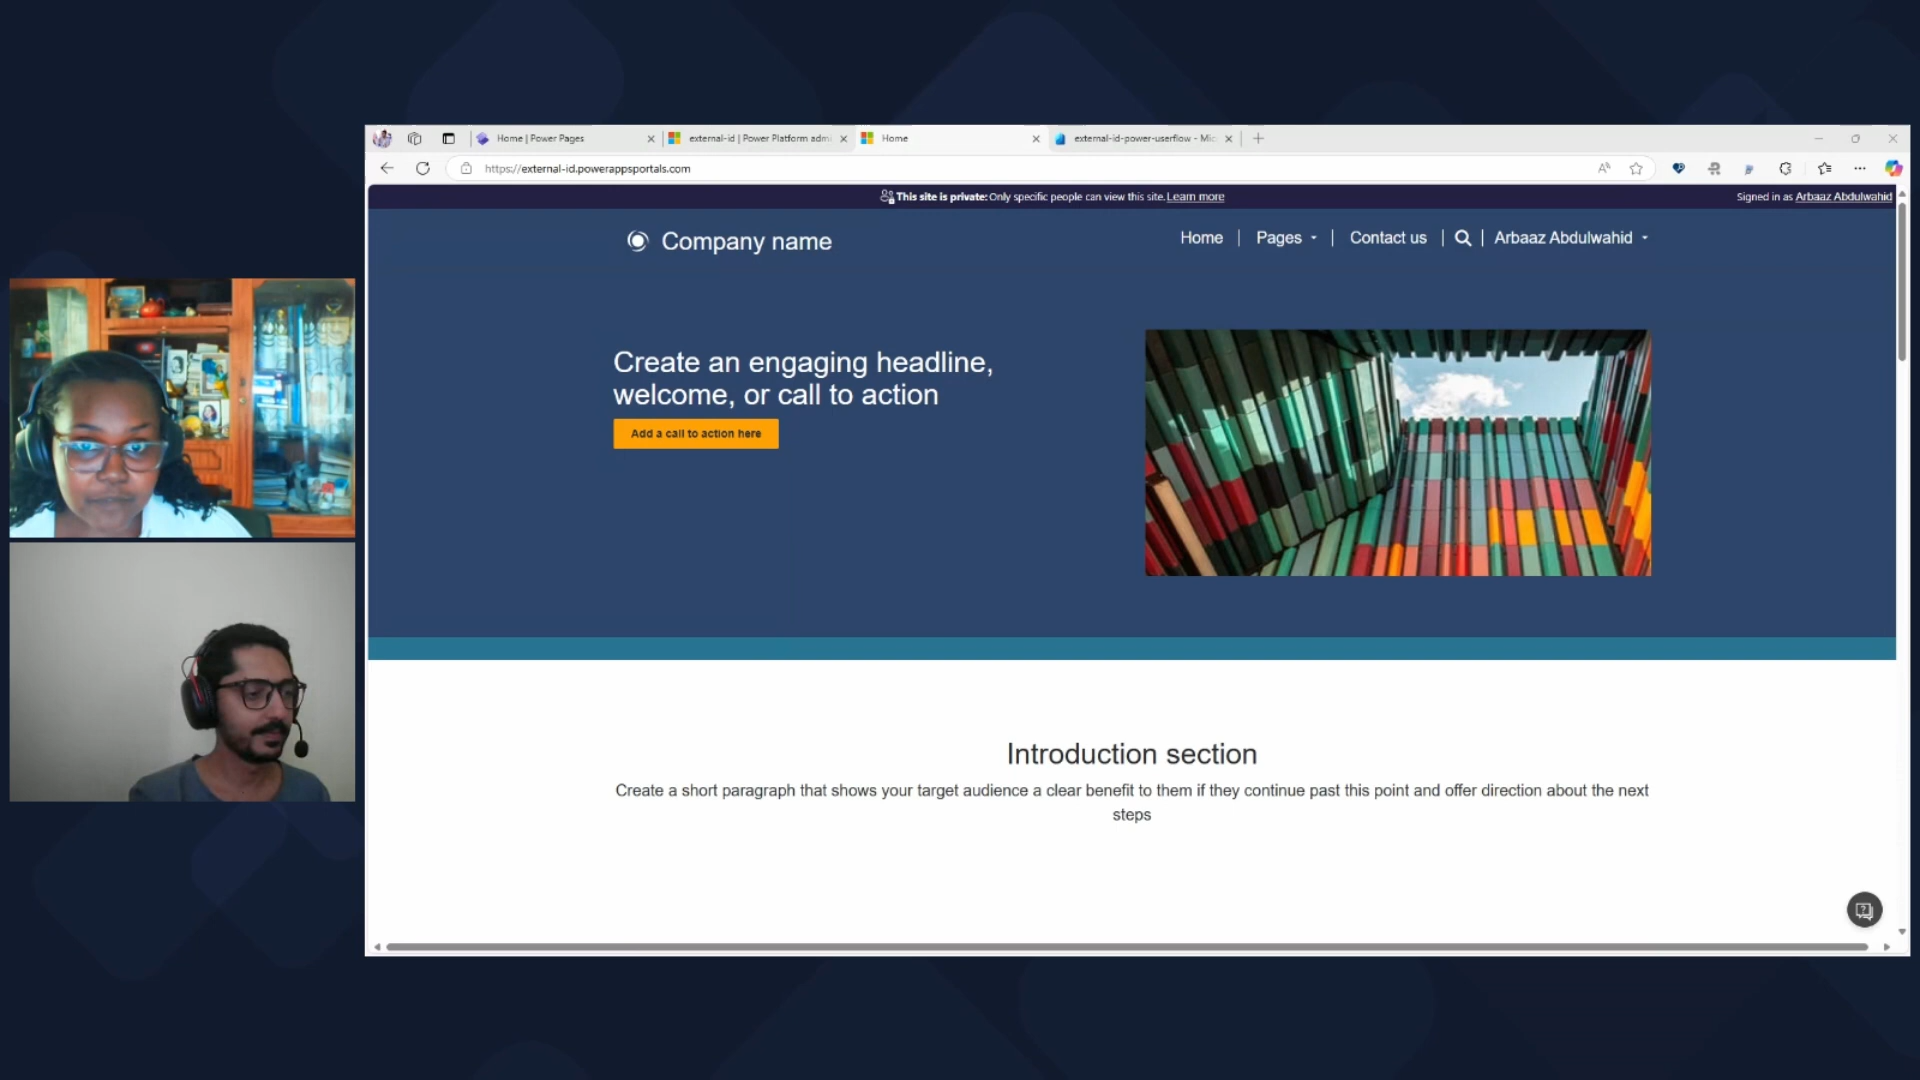 Home | Power Pages
external-id | Power Platform adm
Home
external-id-power-userflow - Mic
https://external-id.powerappsportals.com
This site is private: Only specific people can view this site. Learn more
Signed in as Arbaaz Abdulwahid
Company name
Home
Pages
Contact us
Arbaaz Abdulwahid
Create an engaging headline,
welcome, or call to action
Add a call to action here
Introduction section
Create a short paragraph that shows your target audience a clear benefit to them if they continue past this point and offer direction about the next
steps